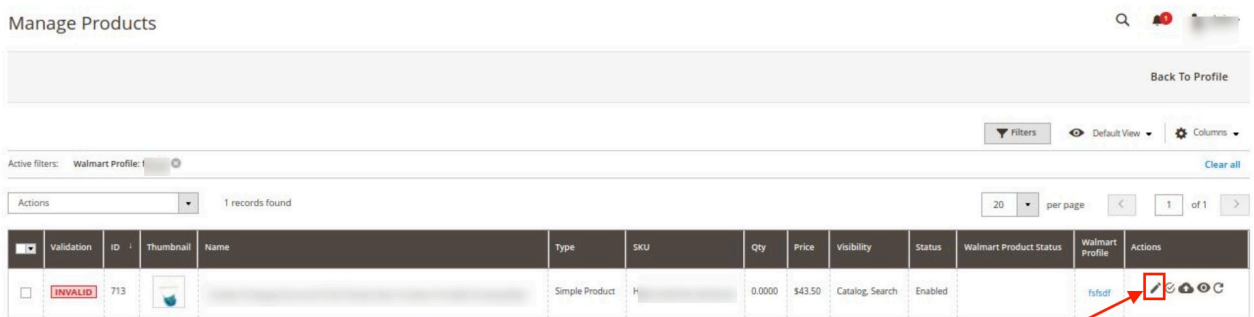 Manage Products
1
Back To Profile
Filters
Default View
Columns
Active filters: Walmart Profile: f
Clear all
Actions
1 records found
20 per page
1 of 1
Validation ID ↓ Thumbnail Name Type SKU Qty Price Visibility Status Walmart Product Status Walmart Profile Actions
INVALID 713 Simple Product H 0.0000 $43.50 Catalog, Search Enabled fsfsdf